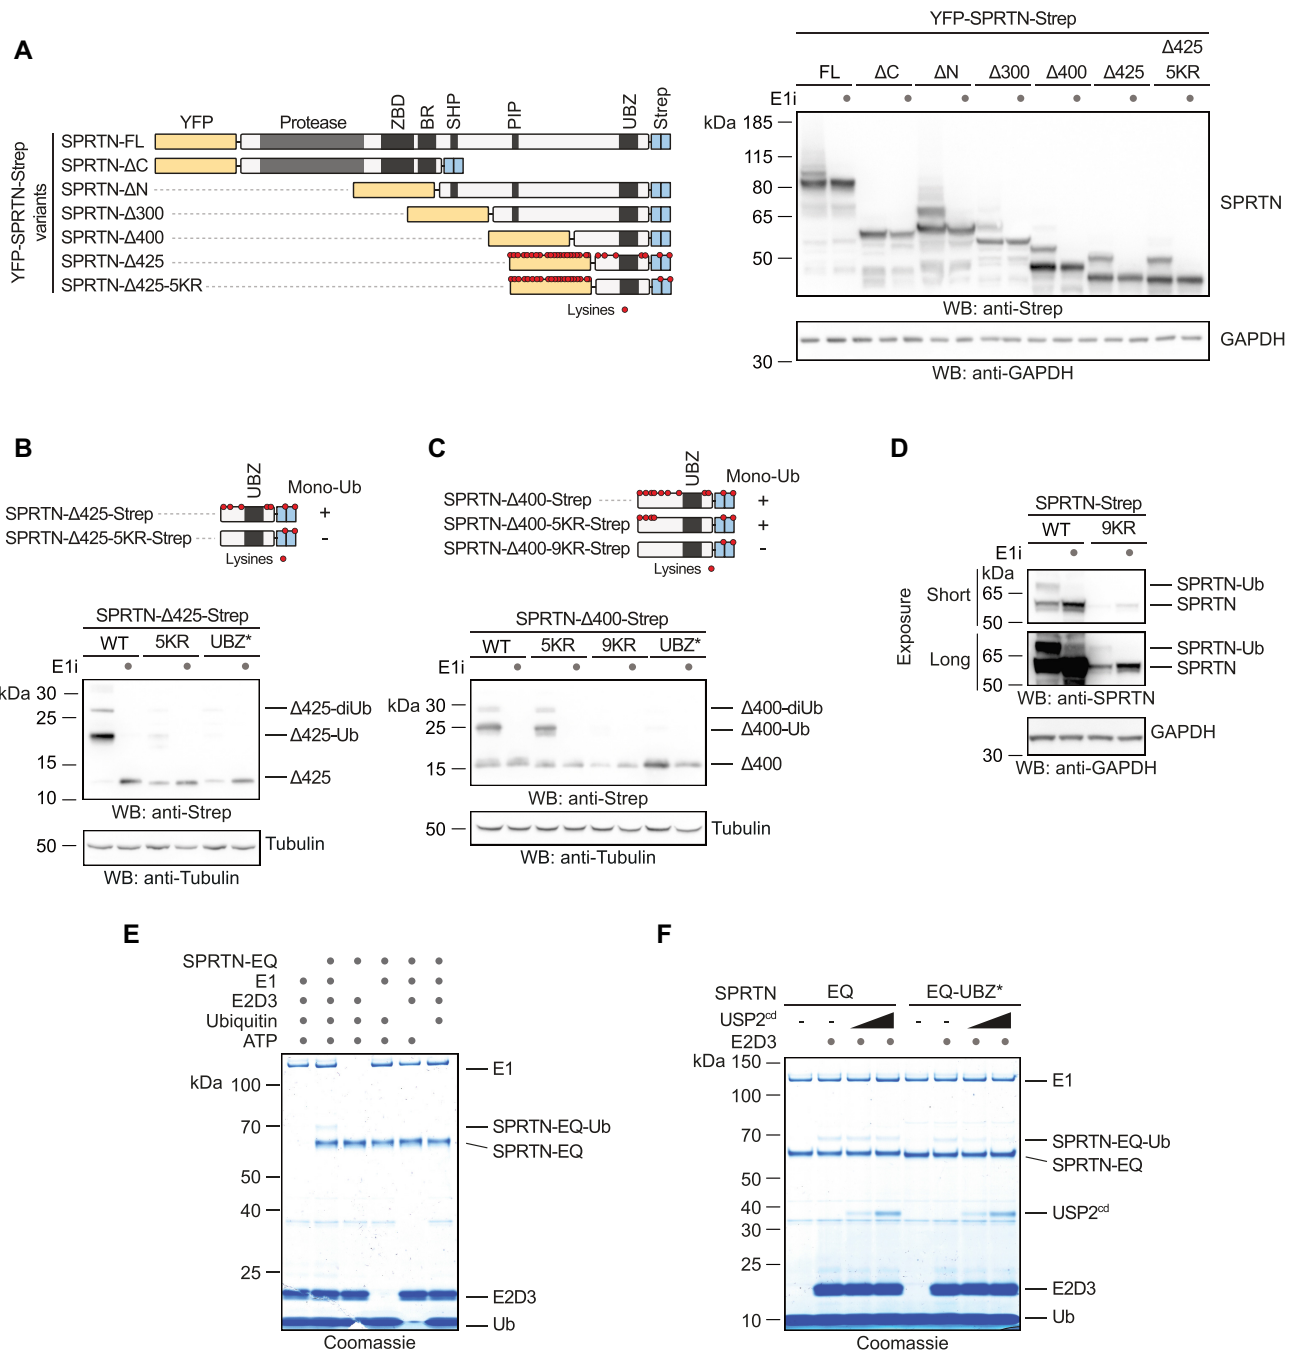 A
YFP-SPRTN-Strep variants
YFP
Protease
ZBD
BR
SHP
PIP
UBZ
Strep
SPRTN-FL
SPRTN-ΔC
SPRTN-ΔN
SPRTN-Δ300
SPRTN-Δ400
SPRTN-Δ425
SPRTN-Δ425-5KR
Lysines
YFP-SPRTN-Strep
FL ΔC ΔN Δ300 Δ400 Δ425 Δ425 5KR
E1i
kDa
185
115
80
65
50
SPRTN
WB: anti-Strep
GAPDH
30
WB: anti-GAPDH
B
UBZ
Mono-Ub
SPRTN-Δ425-Strep +
SPRTN-Δ425-5KR-Strep -
Lysines
SPRTN-Δ425-Strep
WT 5KR UBZ*
E1i
kDa
30
25
15
10
Δ425-diUb
Δ425-Ub
Δ425
WB: anti-Strep
50
Tubulin
WB: anti-Tubulin
C
UBZ
Mono-Ub
SPRTN-Δ400-Strep +
SPRTN-Δ400-5KR-Strep +
SPRTN-Δ400-9KR-Strep -
Lysines
SPRTN-Δ400-Strep
WT 5KR 9KR UBZ*
E1i
kDa
30
25
15
Δ400-diUb
Δ400-Ub
Δ400
WB: anti-Strep
50
Tubulin
WB: anti-Tubulin
D
SPRTN-Strep
WT 9KR
E1i
kDa
Exposure
Short
65
50
SPRTN-Ub
SPRTN
Long
65
50
SPRTN-Ub
SPRTN
WB: anti-SPRTN
GAPDH
30
WB: anti-GAPDH
E
SPRTN-EQ
E1
E2D3
Ubiquitin
ATP
kDa
100
70
50
40
25
E1
SPRTN-EQ-Ub
SPRTN-EQ
E2D3
Ub
Coomassie
F
SPRTN EQ EQ-UBZ*
USP2cd - - - -
E2D3
kDa
150
100
70
50
40
30
25
10
E1
SPRTN-EQ-Ub
SPRTN-EQ
USP2cd
E2D3
Ub
Coomassie